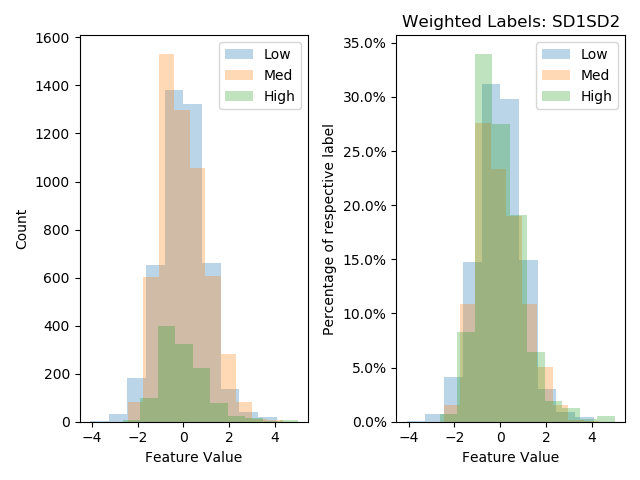 Weighted Labels: SD1SD2
1600
1400
1200
1000
800
600
400
200
0
Count
−4
−2
0
2
4
Feature Value
Low
Med
High
35.0%
30.0%
25.0%
20.0%
15.0%
10.0%
5.0%
0.0%
Percentage of respective label
−4
−2
0
2
4
Feature Value
Low
Med
High